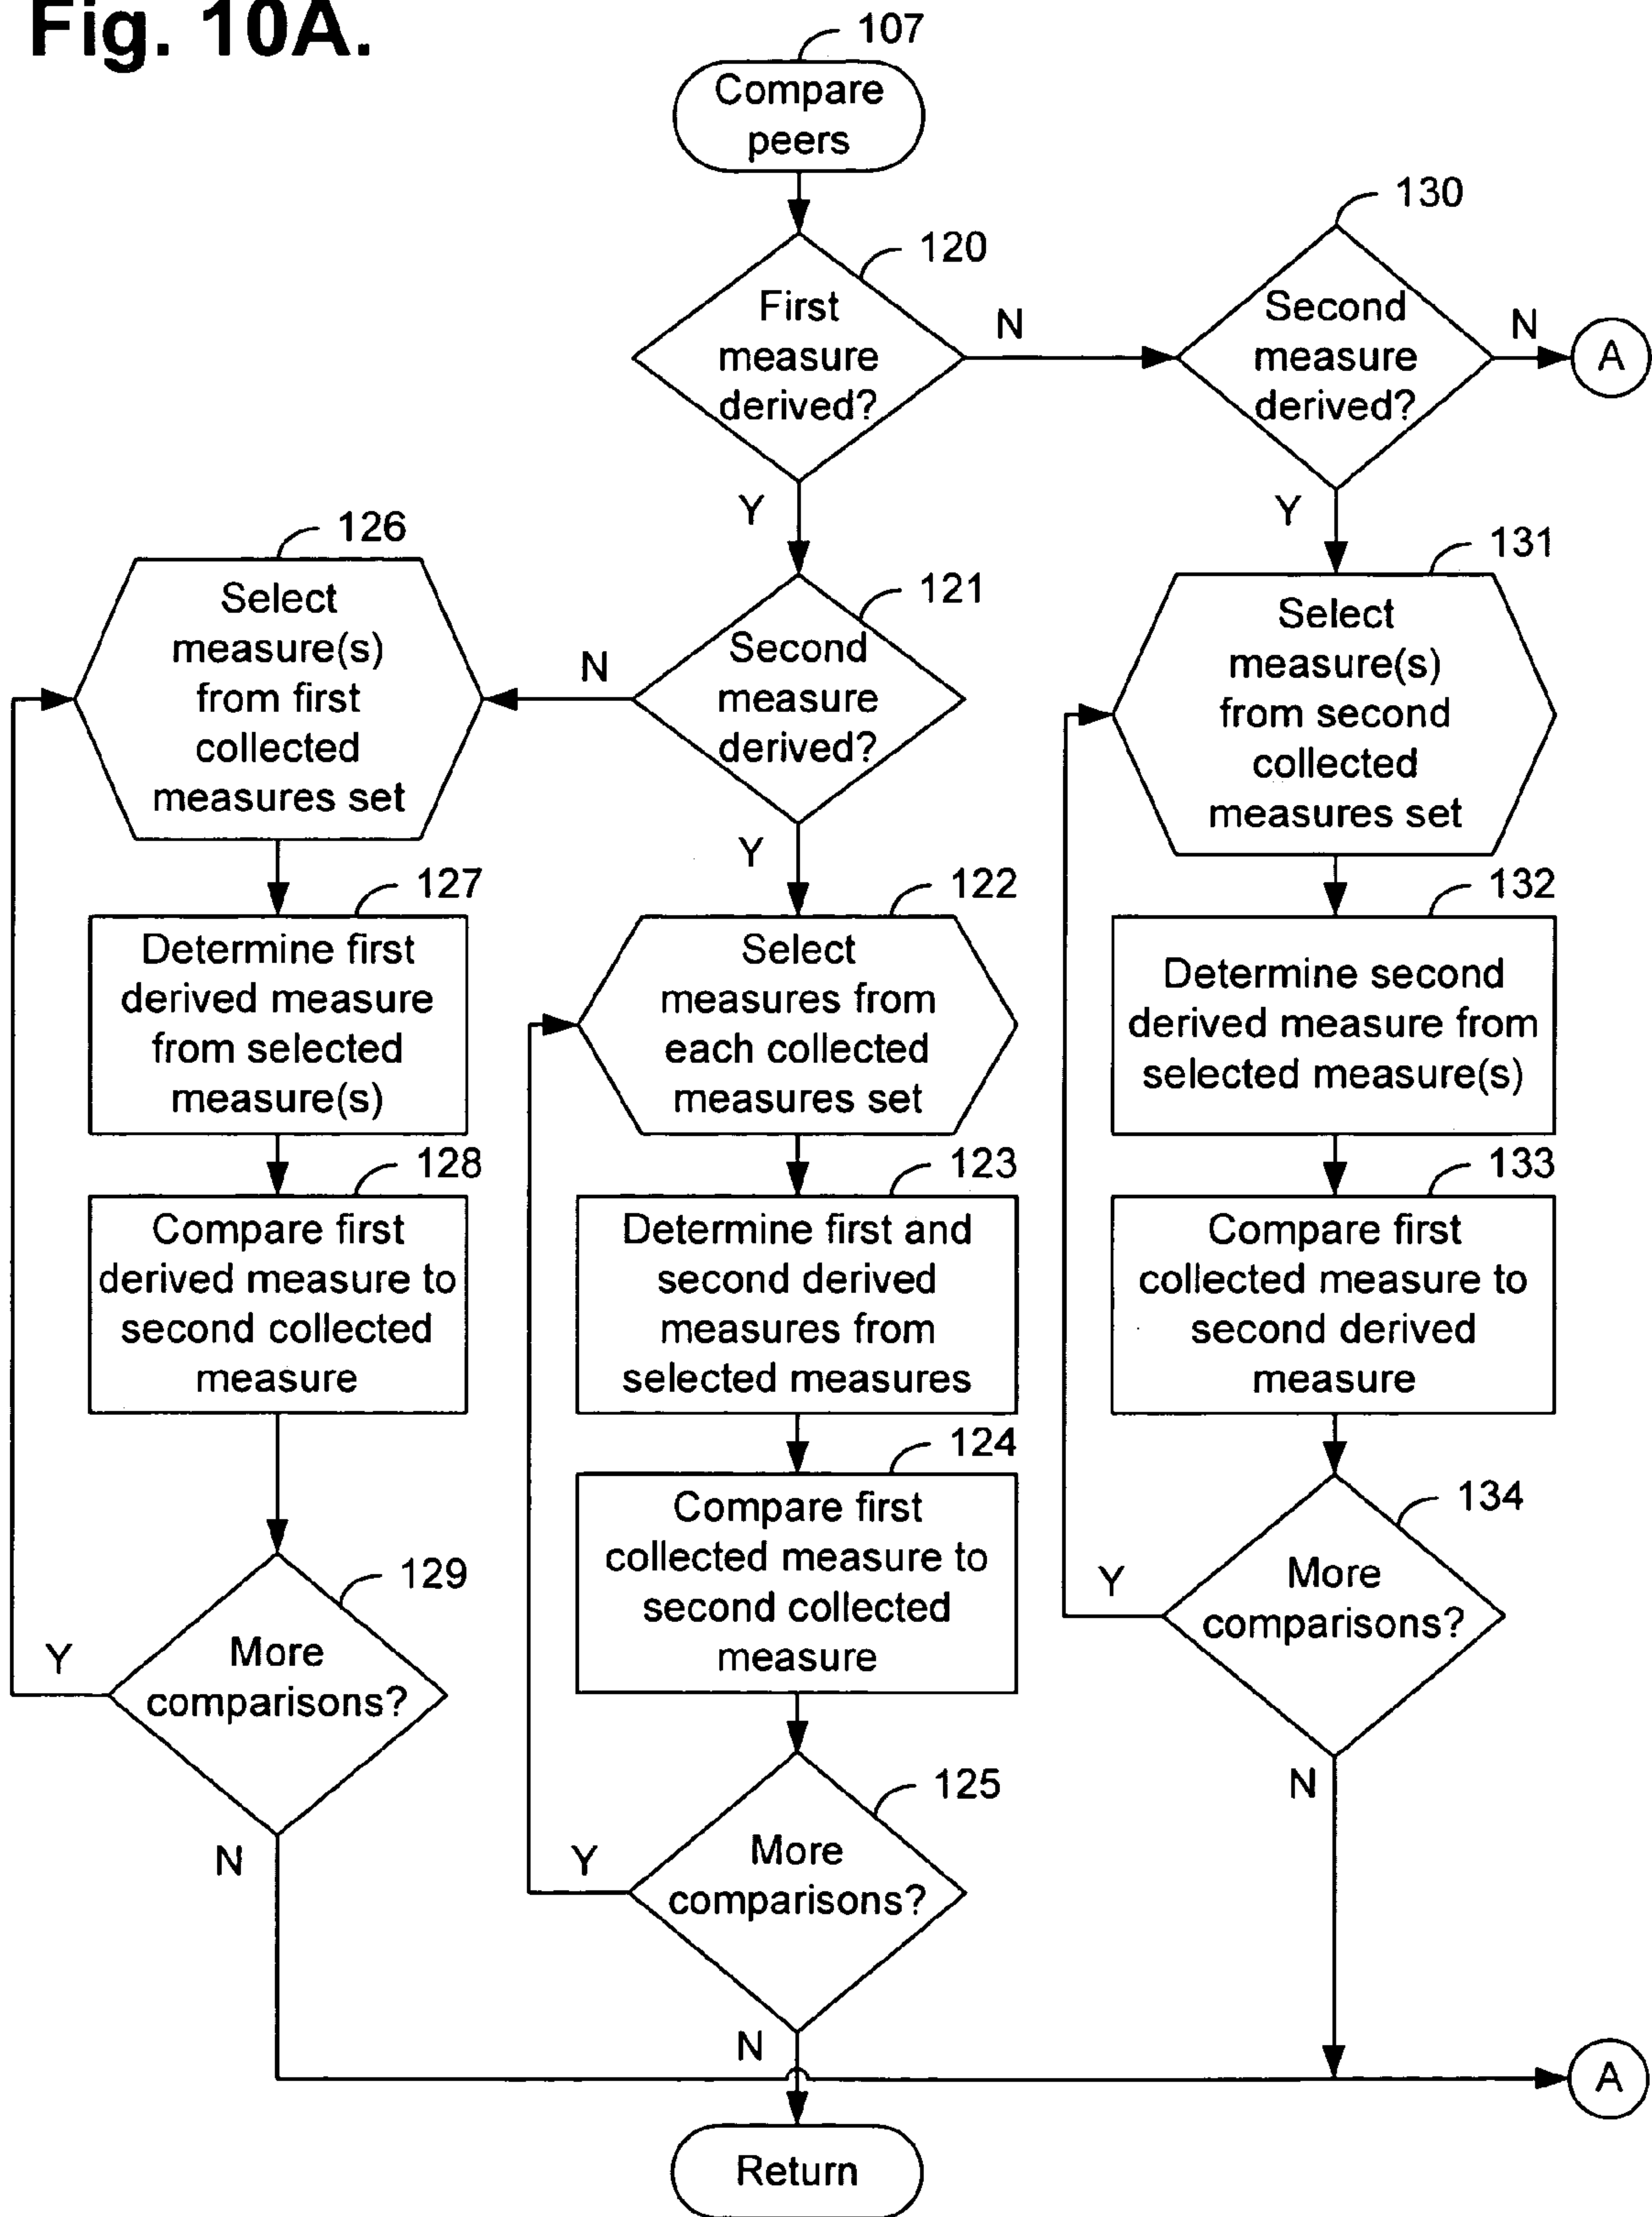 Fig. 10A.
107
Compare
peers
120
First
measure
derived?
N
130
Second
measure
derived?
N
A
Y
Y
126
Select
measure(s)
from first
collected
measures set
121
Second
measure
derived?
N
Y
131
Select
measure(s)
from second
collected
measures set
127
Determine first
derived measure
from selected
measure(s)
122
Select
measures from
each collected
measures set
132
Determine second
derived measure from
selected measure(s)
128
Compare first
derived measure to
second collected
measure
123
Determine first and
second derived
measures from
selected measures
133
Compare first
collected measure to
second derived
measure
124
Compare first
collected measure to
second collected
measure
134
More
comparisons?
Y
N
129
More
comparisons?
Y
N
125
More
comparisons?
Y
N
A
Return